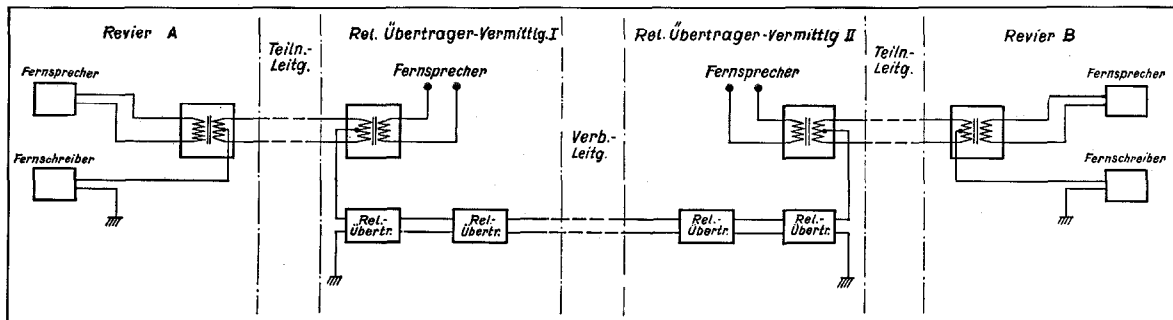 Revier A
Teiln.-
Leitg.
Rel. Übertrager-Vermittlg. I
Rel. Übertrager-Vermittlg II
Teiln.-
Leitg.
Revier B
Fernsprecher
Fernsprecher
Fernsprecher
Fernsprecher
Verb.-
Leitg.
Fernschreiber
Fernschreiber
Rel.-
Übertr.
Rel.-
Übertr.
Rel.-
Übertr.
Rel.-
Übertr.